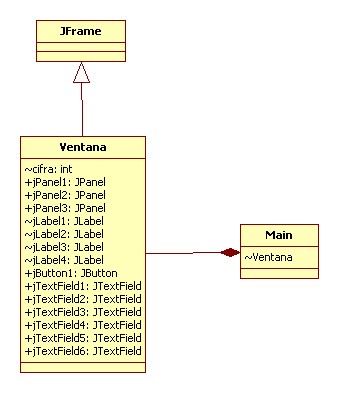 JFrame
Ventana
~cifra: int
+jPanel1: JPanel
+jPanel2: JPanel
+jPanel3: JPanel
~jLabel1: JLabel
~jLabel2: JLabel
~jLabel3: JLabel
~jLabel4: JLabel
+jButton1: JButton
+jTextField1: JTextField
+jTextField2: JTextField
+jTextField3: JTextField
+jTextField4: JTextField
+jTextField5: JTextField
+jTextField6: JTextField
Main
~Ventana